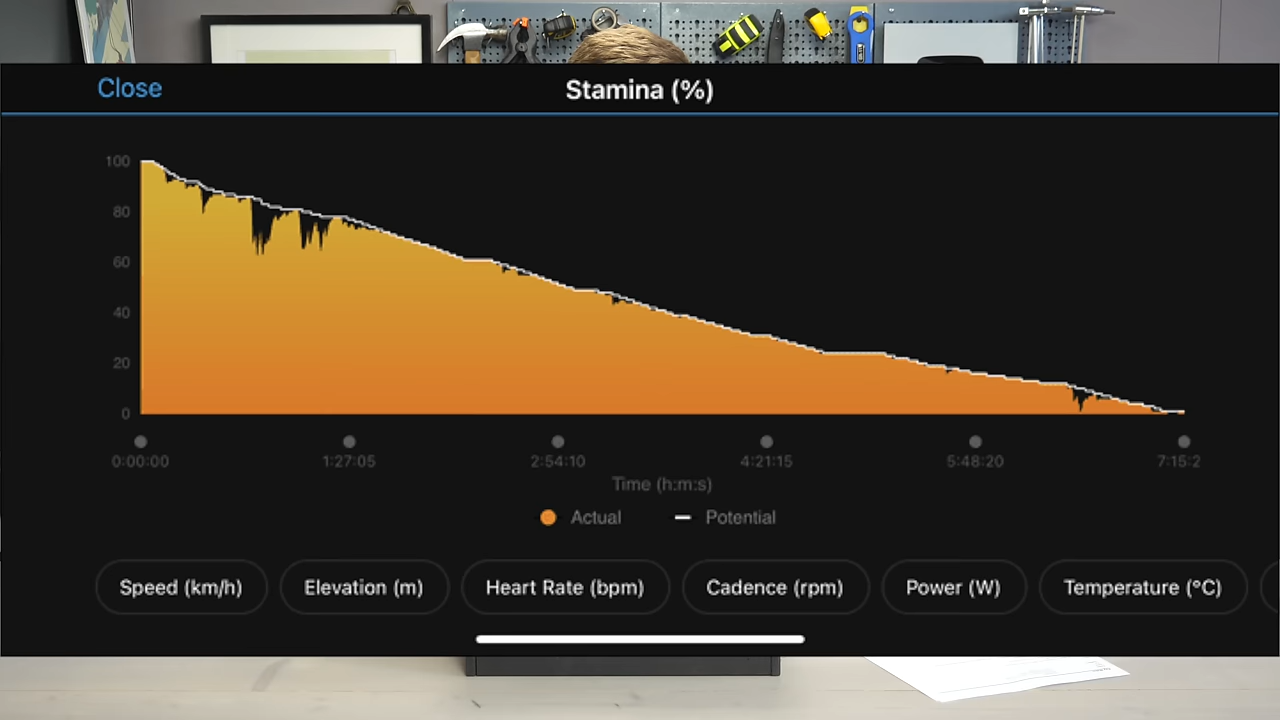 Close
Stamina (%)
100
80
60
40
20
0
0:00:00
1:27:05
2:54:10
4:21:15
5:48:20
7:15:2
Time (h:m:s)
Actual
Potential
Speed (km/h)
Elevation (m)
Heart Rate (bpm)
Cadence (rpm)
Power (W)
Temperature (°C)